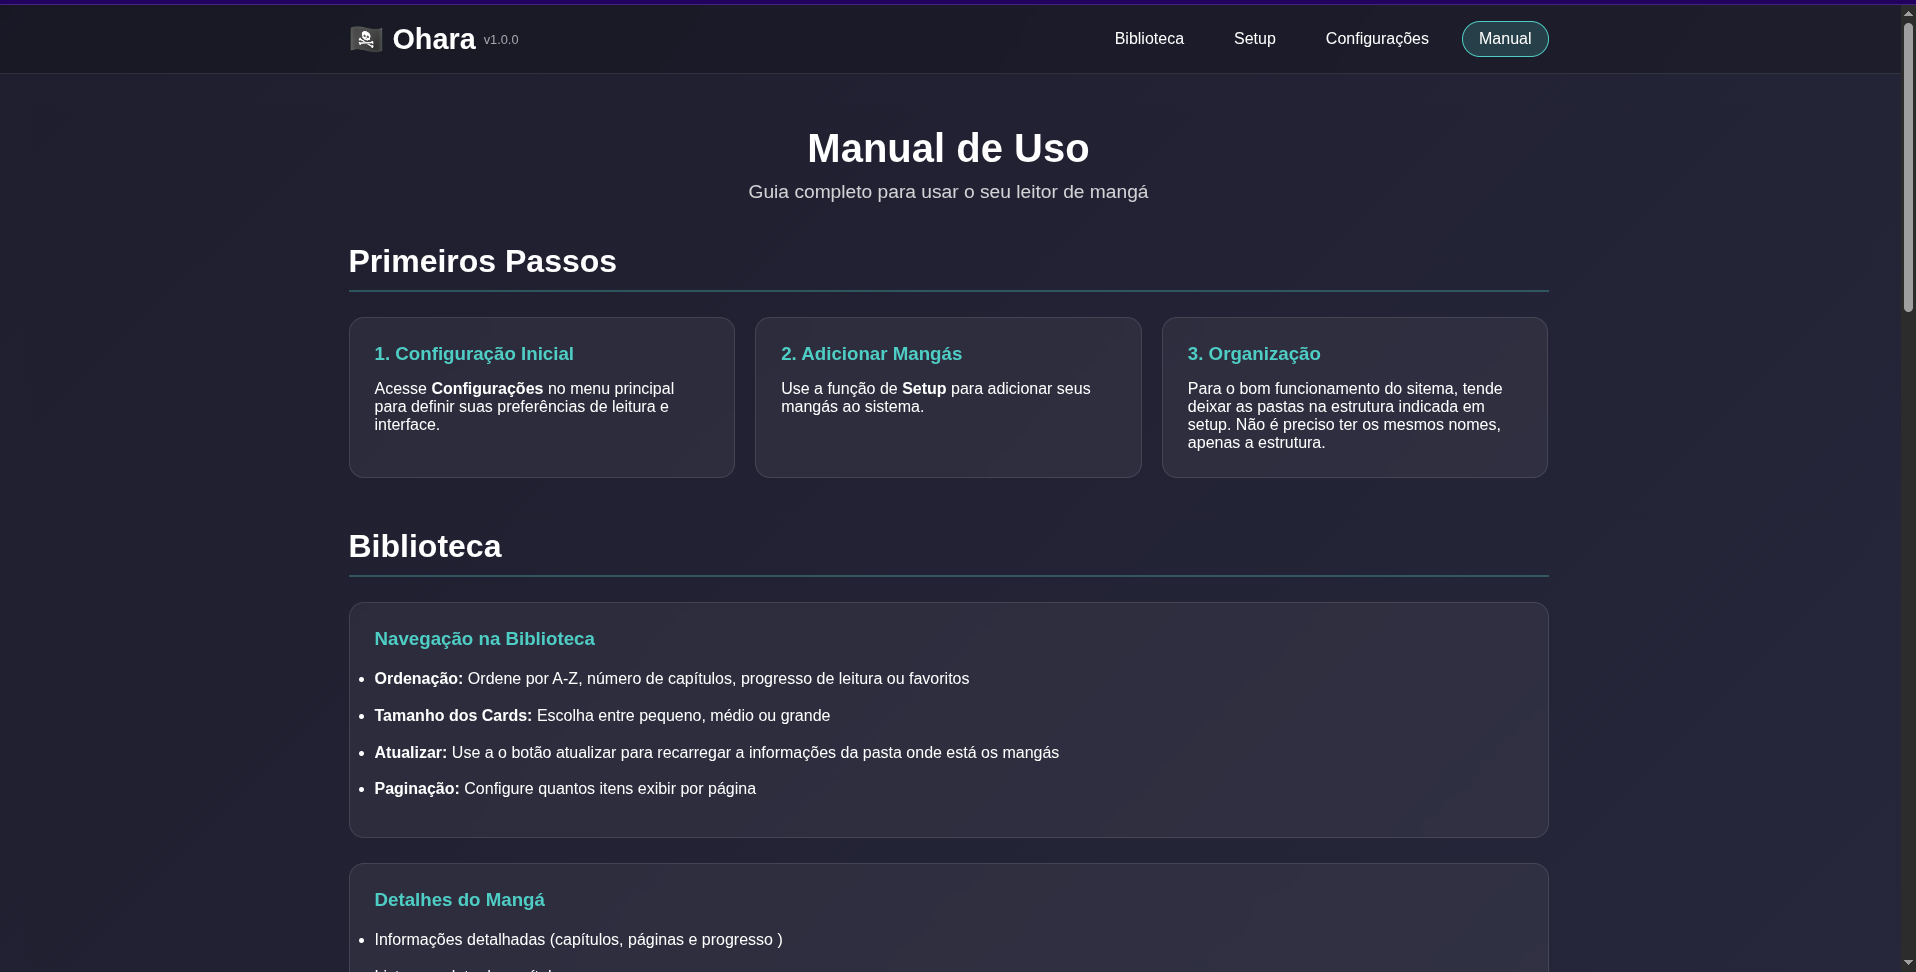 Ohara v1.0.0
Biblioteca
Setup
Configurações
Manual
Manual de Uso
Guia completo para usar o seu leitor de mangá
Primeiros Passos
1. Configuração Inicial
Acesse Configurações no menu principal
para definir suas preferências de leitura e
interface.
2. Adicionar Mangás
Use a função de Setup para adicionar seus
mangás ao sistema.
3. Organização
Para o bom funcionamento do sitema, tende
deixar as pastas na estrutura indicada em
setup. Não é preciso ter os mesmos nomes,
apenas a estrutura.
Biblioteca
Navegação na Biblioteca
Ordenação: Ordene por A-Z, número de capítulos, progresso de leitura ou favoritos
Tamanho dos Cards: Escolha entre pequeno, médio ou grande
Atualizar: Use a o botão atualizar para recarregar a informações da pasta onde está os mangás
Paginação: Configure quantos itens exibir por página
Detalhes do Mangá
Informações detalhadas (capítulos, páginas e progresso )